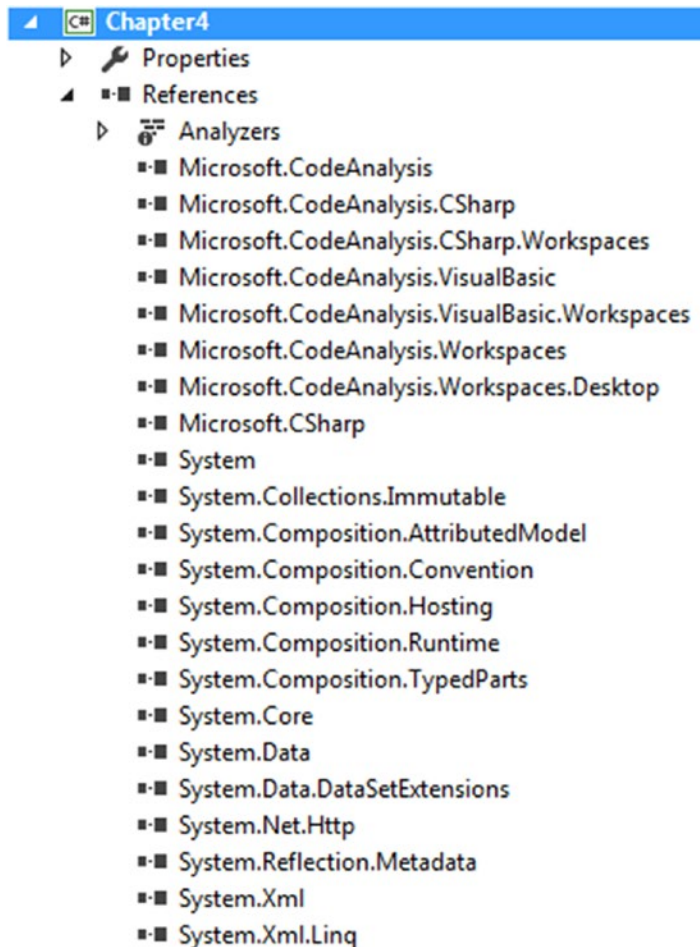 C# Chapter4
Properties
References
Analyzers
Microsoft.CodeAnalysis
Microsoft.CodeAnalysis.CSharp
Microsoft.CodeAnalysis.CSharp.Workspaces
Microsoft.CodeAnalysis.VisualBasic
Microsoft.CodeAnalysis.VisualBasic.Workspaces
Microsoft.CodeAnalysis.Workspaces
Microsoft.CodeAnalysis.Workspaces.Desktop
Microsoft.CSharp
System
System.Collections.Immutable
System.Composition.AttributedModel
System.Composition.Convention
System.Composition.Hosting
System.Composition.Runtime
System.Composition.TypedParts
System.Core
System.Data
System.Data.DataSetExtensions
System.Net.Http
System.Reflection.Metadata
System.Xml
System.Xml.Linq